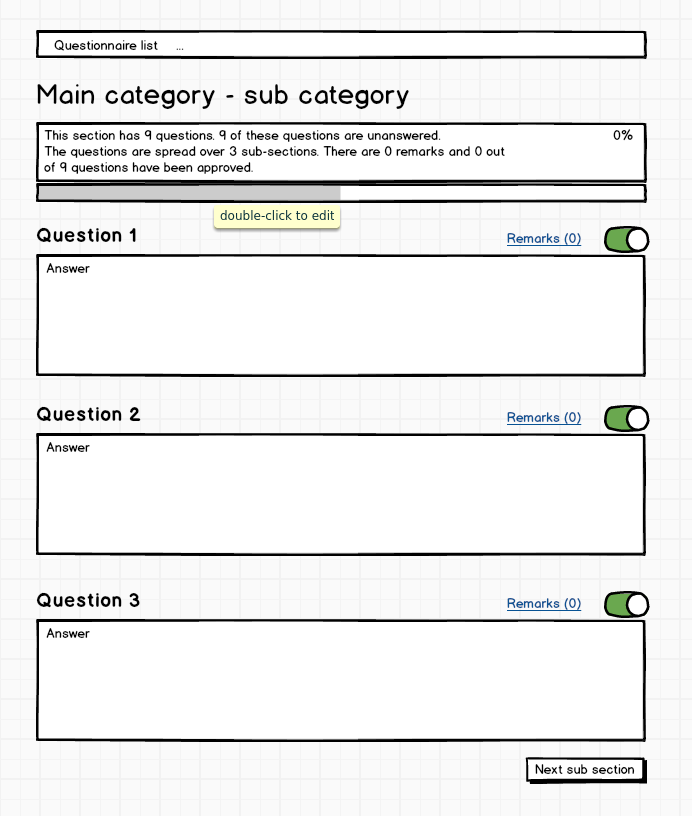 Questionnaire list ...
Main category - sub category
This section has 9 questions. 9 of these questions are unanswered. 0%
The questions are spread over 3 sub-sections. There are 0 remarks and 0 out
of 9 questions have been approved.
double-click to edit
Question 1 Remarks (0)
Answer
Question 2 Remarks (0)
Answer
Question 3 Remarks (0)
Answer
Next sub section